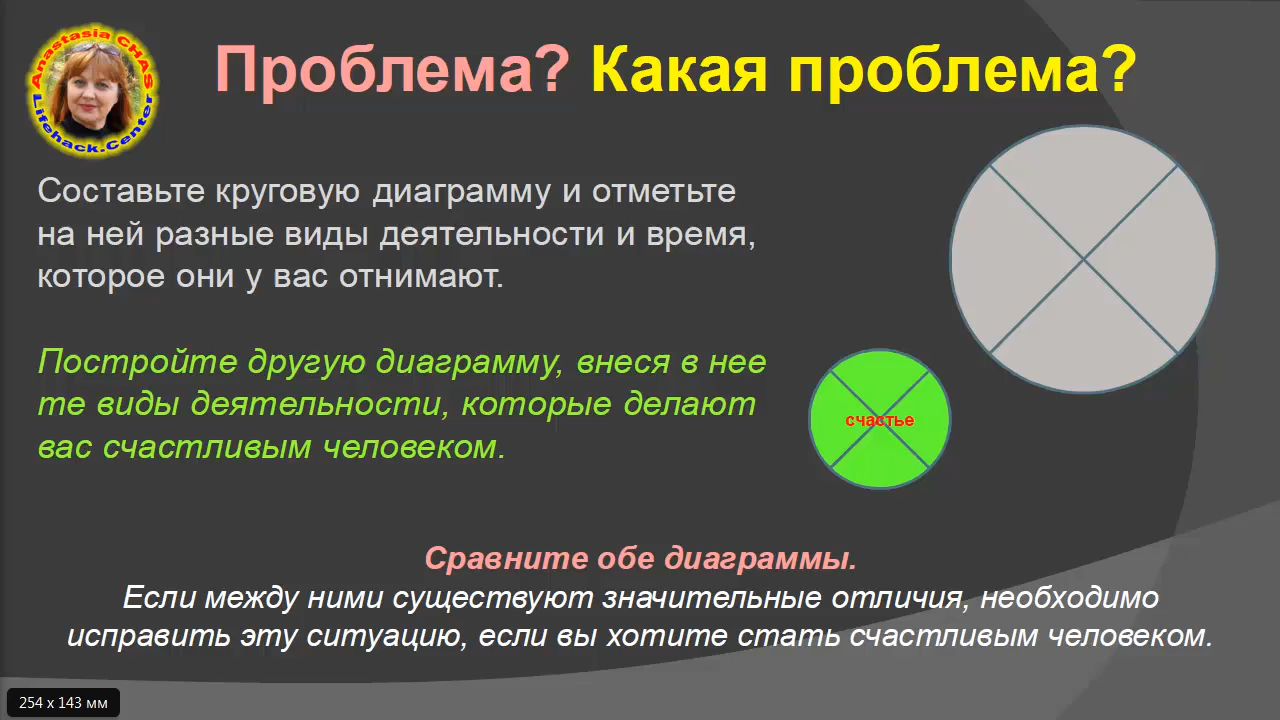 Anastasia CHAS
Lifehack.Center
Проблема? Какая проблема?
Составьте круговую диаграмму и отметьте
на ней разные виды деятельности и время,
которое они у вас отнимают.
Постройте другую диаграмму, внеся в нее
те виды деятельности, которые делают
вас счастливым человеком.
счастье
Сравните обе диаграммы.
Если между ними существуют значительные отличия, необходимо
исправить эту ситуацию, если вы хотите стать счастливым человеком.
254 x 143 мм